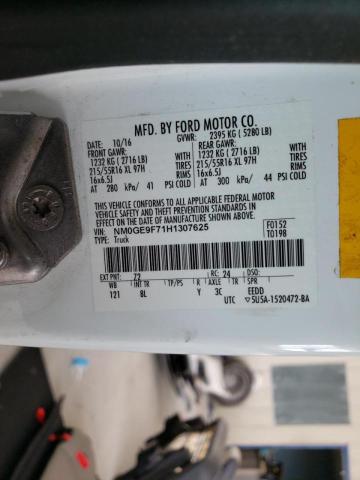 MFD. BY FORD MOTOR CO.
DATE: 10/16 GVWR: 2395 KG ( 5280 LB)
FRONT GAWR: REAR GAWR:
1232 KG ( 2716 LB) 1232 KG ( 2716 LB)
215/55R16 XL 97H TIRES 215/55R16 XL 97H TIRES
16x6.5J RIMS 16x6.5J RIMS
AT 280 kPa/ 41 PSI COLD AT 300 kPa/ 44 PSI COLD
THIS VEHICLE CONFORMS TO ALL APPLICABLE FEDERAL MOTOR
VEHICLE SAFETY STANDARDS IN EFFECT ON THE DATE OF
MANUFACTURE SHOWN ABOVE.
VIN: NM0GE9F71H1307625 F0152
TYPE: Truck T0198
EXT PNT: Z2 RC: 24 DSO:
WB INT TR TP/PS R AXLE TR SPR
121 8L Y 3C EEDD
UTC 5U5A-1520472-BA